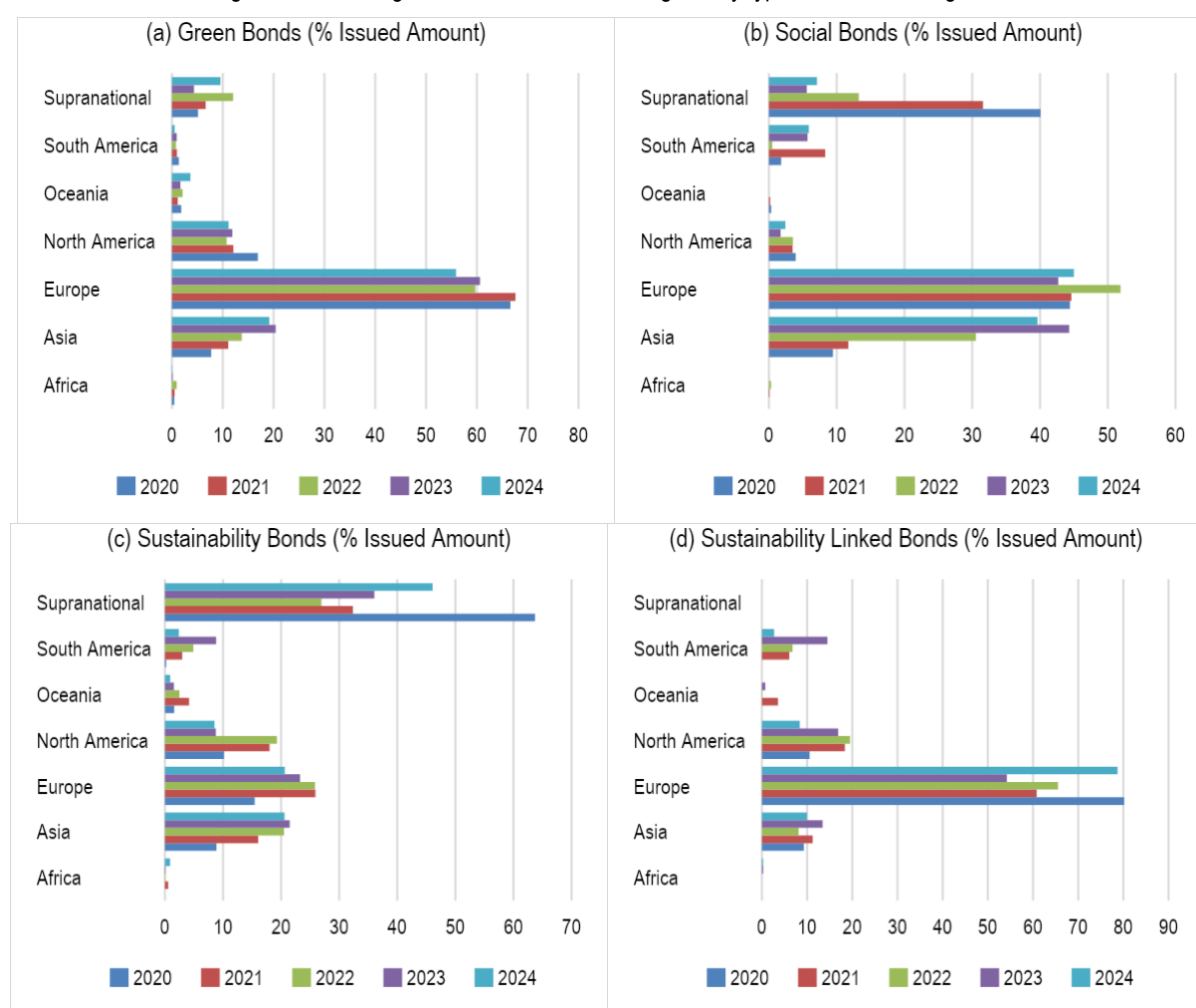 (a) Green Bonds (% Issued Amount)
Supranational
South America
Oceania
North America
Europe
Asia
Africa
0 10 20 30 40 50 60 70 80
2020 2021 2022 2023 2024
(b) Social Bonds (% Issued Amount)
Supranational
South America
Oceania
North America
Europe
Asia
Africa
0 10 20 30 40 50 60
2020 2021 2022 2023 2024
(c) Sustainability Bonds (% Issued Amount)
Supranational
South America
Oceania
North America
Europe
Asia
Africa
0 10 20 30 40 50 60 70
2020 2021 2022 2023 2024
(d) Sustainability Linked Bonds (% Issued Amount)
Supranational
South America
Oceania
North America
Europe
Asia
Africa
0 10 20 30 40 50 60 70 80 90
2020 2021 2022 2023 2024